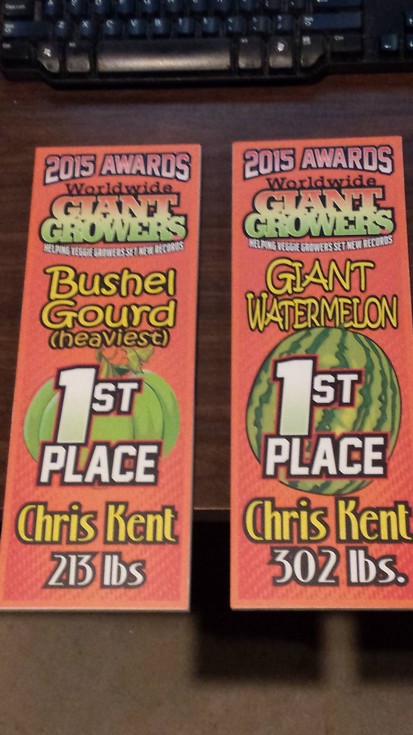 2015 AWARDS
Worldwide
GIANT
GROWERS
HELPING VEGGIE GROWERS SET NEW RECORDS
Bushel
Gourd
(heaviest)
1ST
PLACE
Chris Kent
213 lbs
2015 AWARDS
Worldwide
GIANT
GROWERS
HELPING VEGGIE GROWERS SET NEW RECORDS
GIANT
WATERMELON
1ST
PLACE
Chris Kent
302 lbs.